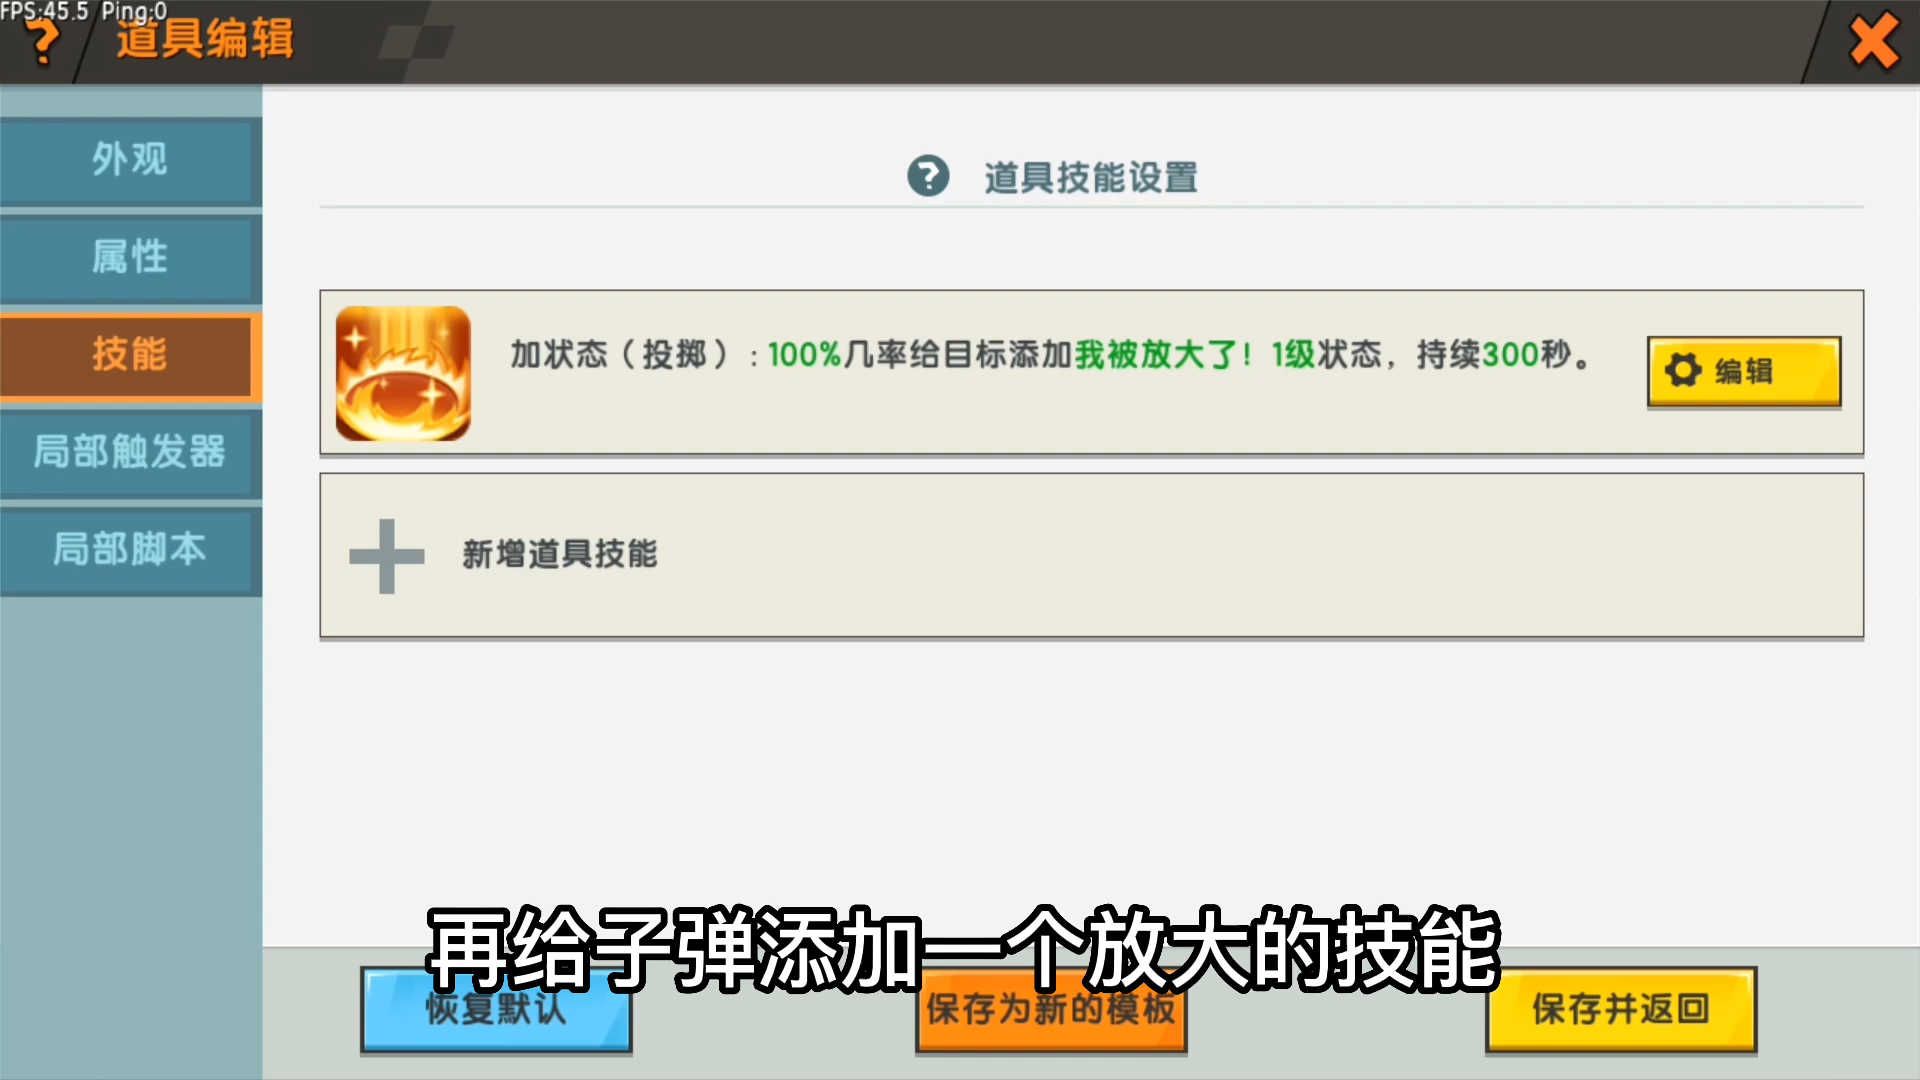 FPS:45.5 Ping:0
道具编辑
外观
属性
技能
局部触发器
局部脚本
道具技能设置
加状态（投掷）:100%几率给目标添加我被放大了！1级状态，持续300秒。
编辑
新增道具技能
再给子弹添加一个放大的技能
恢复默认
保存为新的模板
保存并返回